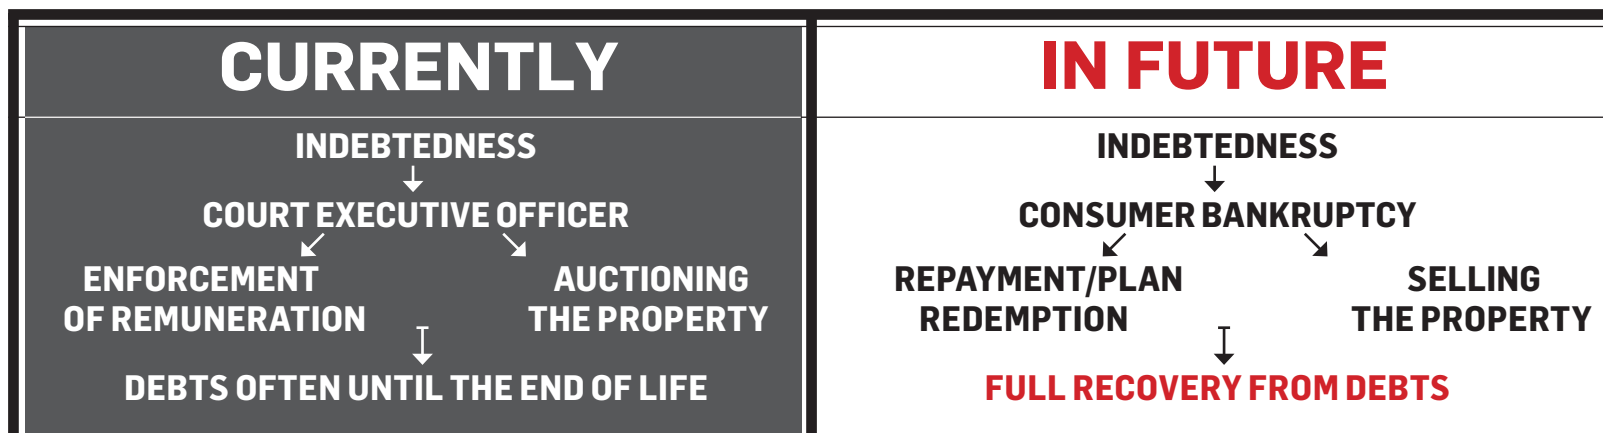 CURRENTLY
INDEBTEDNESS
COURT EXECUTIVE OFFICER
ENFORCEMENT
OF REMUNERATION
AUCTIONING
THE PROPERTY
DEBTS OFTEN UNTIL THE END OF LIFE
IN FUTURE
INDEBTEDNESS
CONSUMER BANKRUPTCY
REPAYMENT/PLAN
REDEMPTION
SELLING
THE PROPERTY
FULL RECOVERY FROM DEBTS